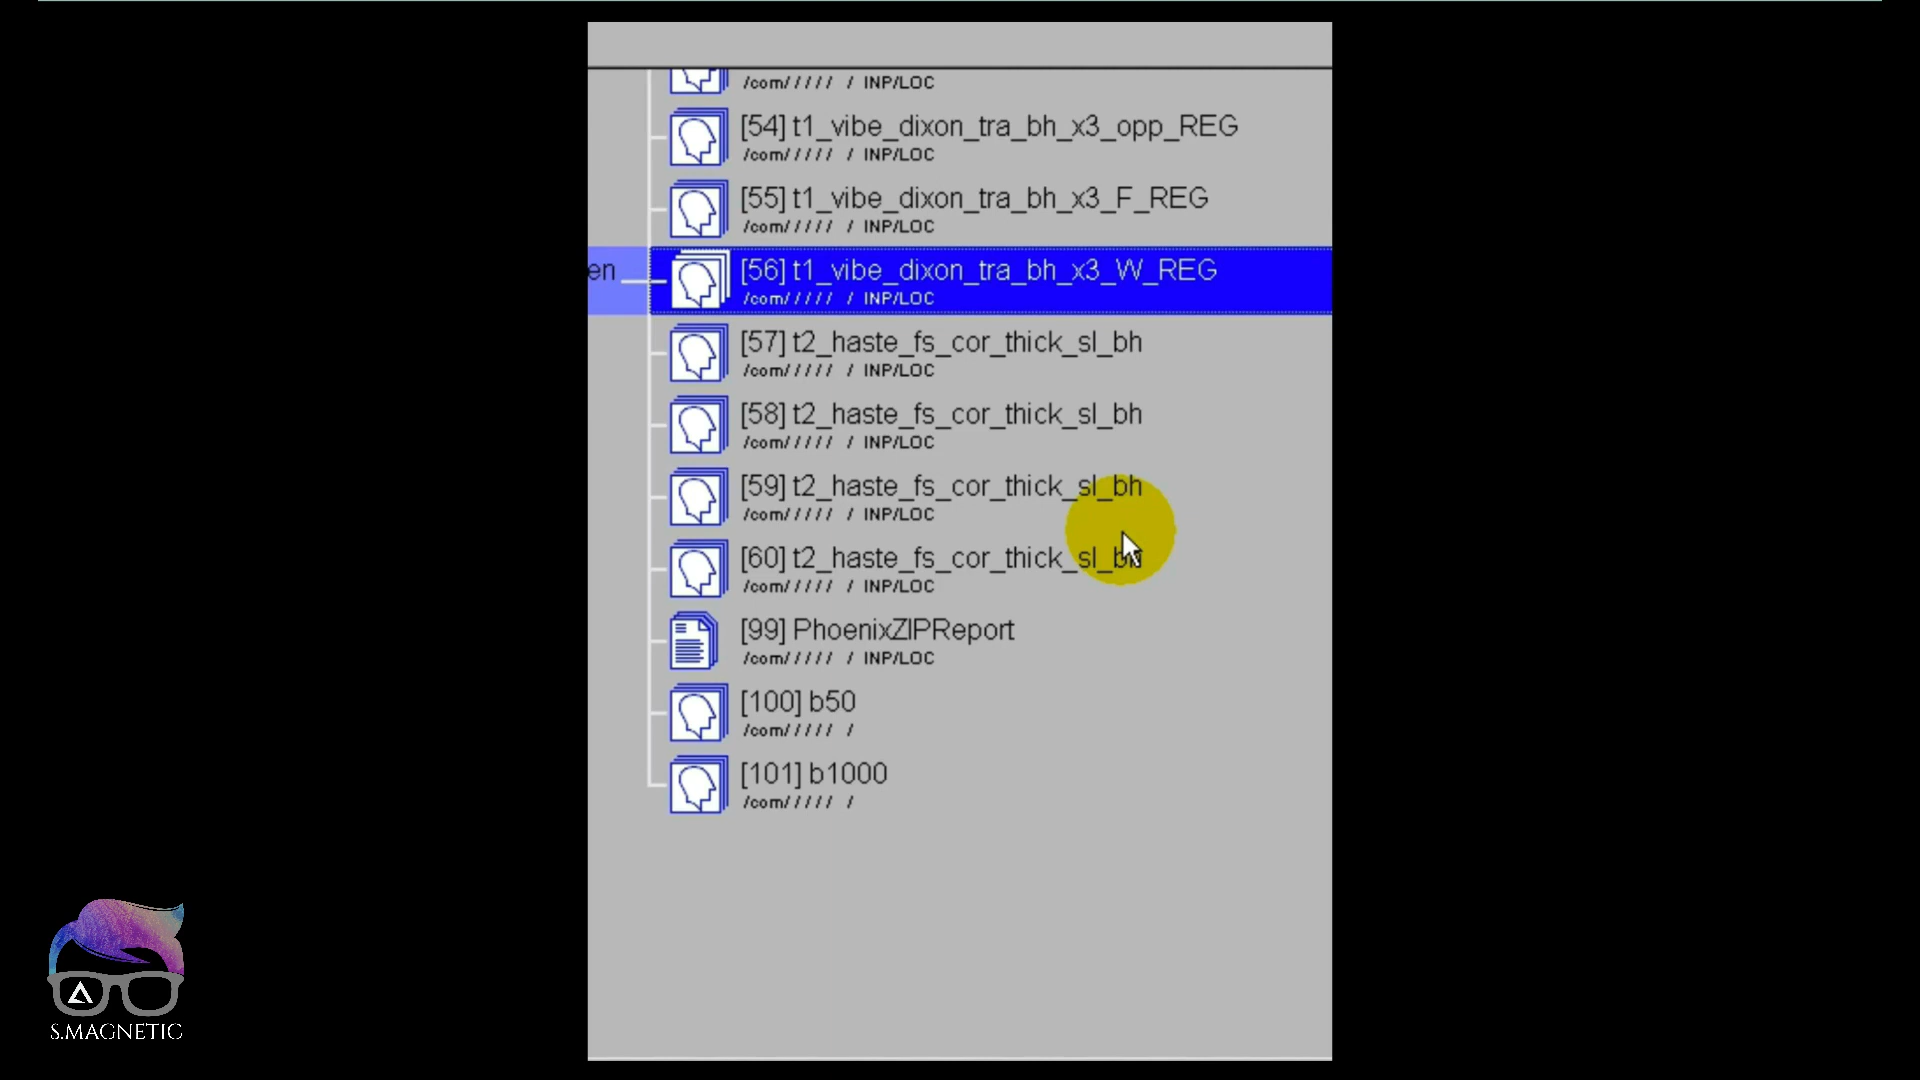 /com///// / INP/LOC
[54] t1_vibe_dixon_tra_bh_x3_opp_REG
/com///// / INP/LOC
[55] t1_vibe_dixon_tra_bh_x3_F_REG
/com///// / INP/LOC
en
[56] t1_vibe_dixon_tra_bh_x3_W_REG
/com///// / INP/LOC
[57] t2_haste_fs_cor_thick_sl_bh
/com///// / INP/LOC
[58] t2_haste_fs_cor_thick_sl_bh
/com///// / INP/LOC
[59] t2_haste_fs_cor_thick_sl_bh
/com///// / INP/LOC
[60] t2_haste_fs_cor_thick_sl_bh
/com///// / INP/LOC
[99] PhoenixZIPReport
/com///// / INP/LOC
[100] b50
/com///// /
[101] b1000
/com///// /
S.MAGNETIC